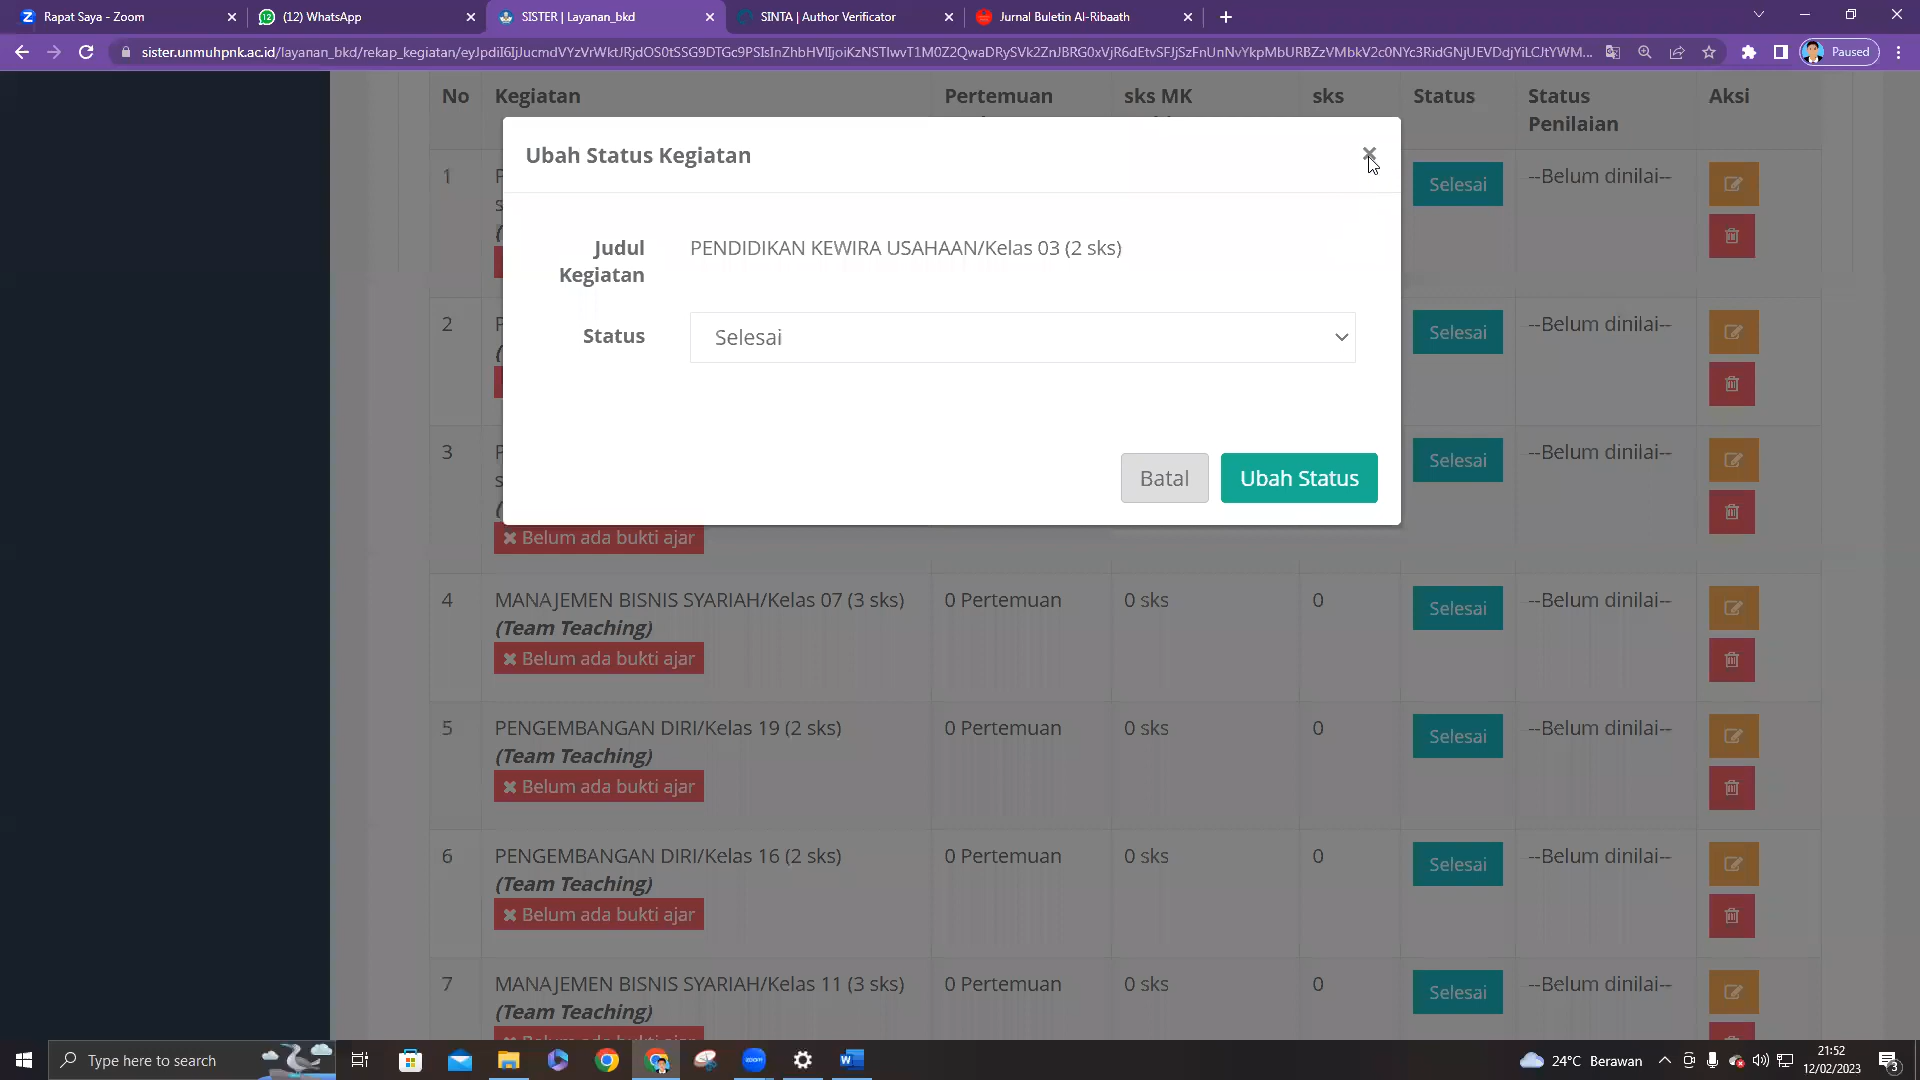 Rapat Saya - Zoom
(12) WhatsApp
SISTER | Layanan_bkd
SINTA | Author Verificator
Jurnal Buletin Al-Ribaath
Paused
No
Kegiatan
Pertemuan
sks MK
sks
Status
Status
Penilaian
Aksi
Ubah Status Kegiatan
Judul
Kegiatan
PENDIDIKAN KEWIRA USAHAAN/Kelas 03 (2 sks)
Status
Selesai
Batal
Ubah Status
1
Selesai
--Belum dinilai--
2
Selesai
--Belum dinilai--
3
Selesai
--Belum dinilai--
Belum ada bukti ajar
4
MANAJEMEN BISNIS SYARIAH/Kelas 07 (3 sks)
(Team Teaching)
Belum ada bukti ajar
0 Pertemuan
0 sks
0
Selesai
--Belum dinilai--
5
PENGEMBANGAN DIRI/Kelas 19 (2 sks)
(Team Teaching)
Belum ada bukti ajar
0 Pertemuan
0 sks
0
Selesai
--Belum dinilai--
6
PENGEMBANGAN DIRI/Kelas 16 (2 sks)
(Team Teaching)
Belum ada bukti ajar
0 Pertemuan
0 sks
0
Selesai
--Belum dinilai--
7
MANAJEMEN BISNIS SYARIAH/Kelas 11 (3 sks)
(Team Teaching)
0 Pertemuan
0 sks
0
Selesai
--Belum dinilai--
Type here to search
24°C Berawan
21:52
12/02/2023
3